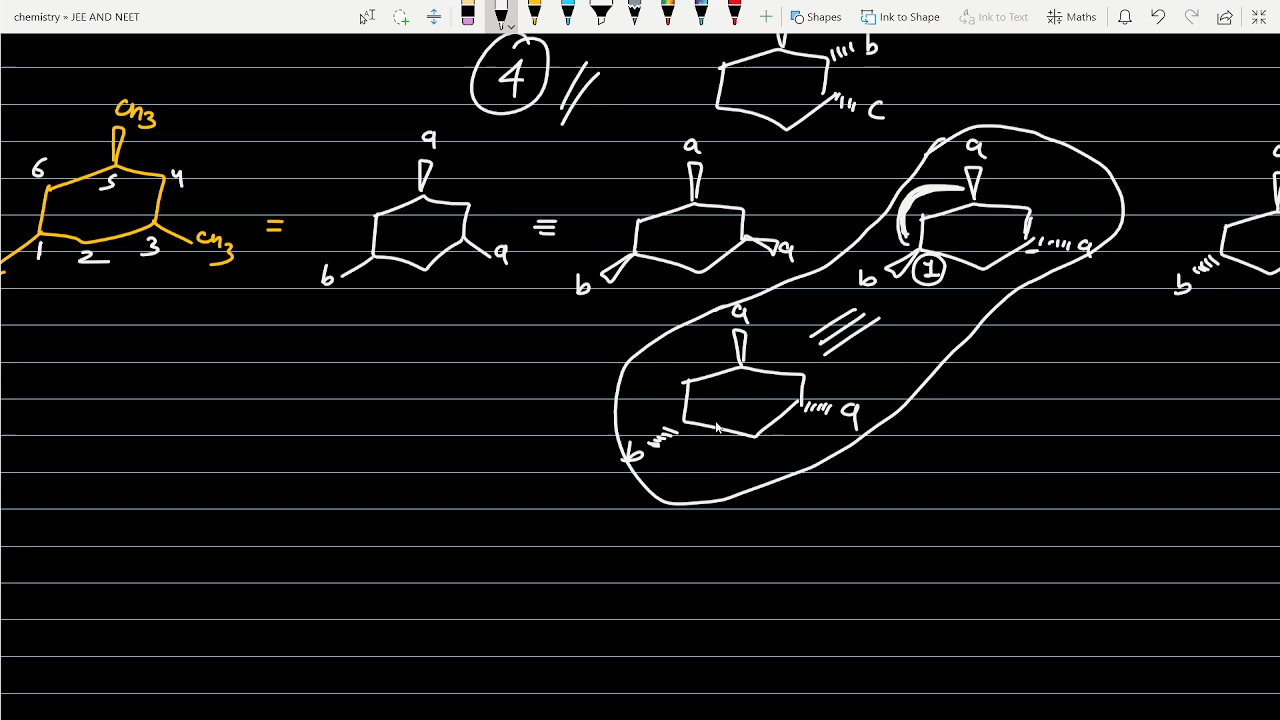 chemistry » JEE AND NEET
Shapes
Ink to Shape
Ink to Text
Maths
4
b
c
CH3
6
5
4
1
2
3
CH3
=
a
a
b
≡
a
a
b
a
a
b
1
b
a
a
b